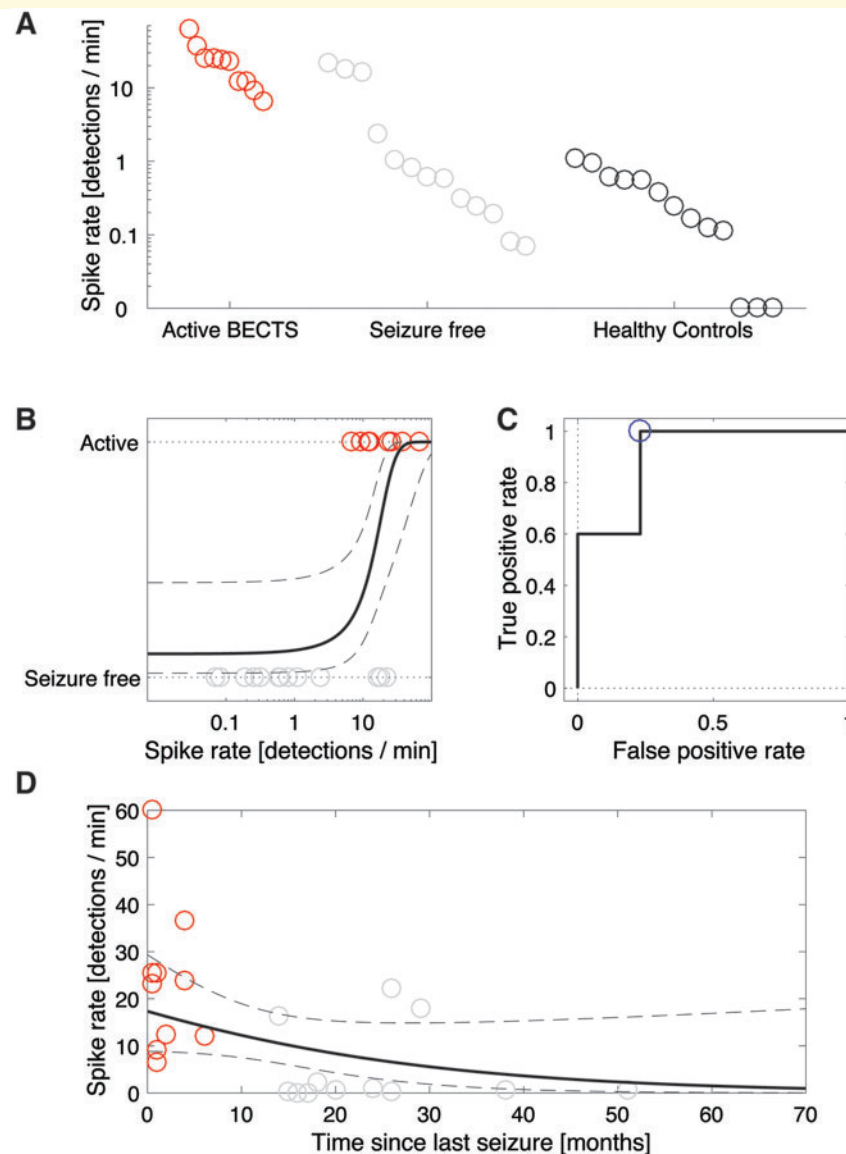 A
Spike rate [detections / min]
10
1
0.1
0
Active BECTS Seizure free Healthy Controls
B
Active
Seizure free
0.1 1 10
Spike rate [detections / min]
C
True positive rate
1
0.8
0.6
0.4
0.2
0
0 0.5 1
False positive rate
D
Spike rate [detections / min]
60
50
40
30
20
10
0
0 10 20 30 40 50 60 70
Time since last seizure [months]